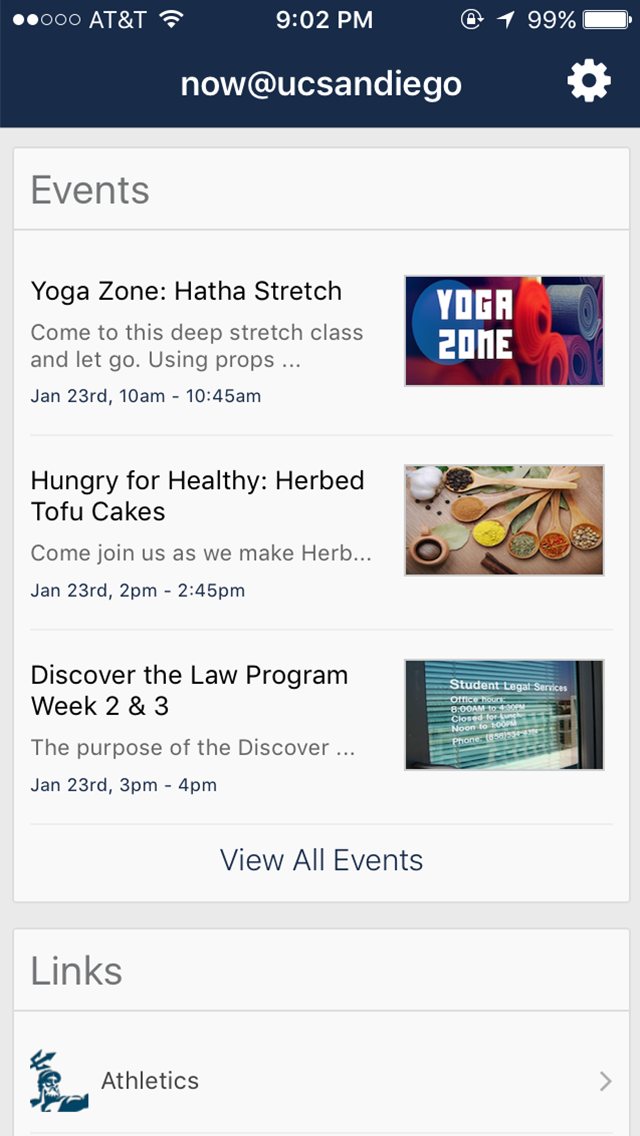 AT&T 9:02 PM 99%
now@ucsandiego
Events
Yoga Zone: Hatha Stretch
Come to this deep stretch class
and let go. Using props ...
Jan 23rd, 10am - 10:45am
YOGA
ZONE
Hungry for Healthy: Herbed
Tofu Cakes
Come join us as we make Herb...
Jan 23rd, 2pm - 2:45pm
Discover the Law Program
Week 2 & 3
The purpose of the Discover ...
Jan 23rd, 3pm - 4pm
Student Legal Services
Office hours
8:00AM to 4:30PM
Closed for Lunch
Noon to 1:00PM
Phone: (858)534-
View All Events
Links
Athletics